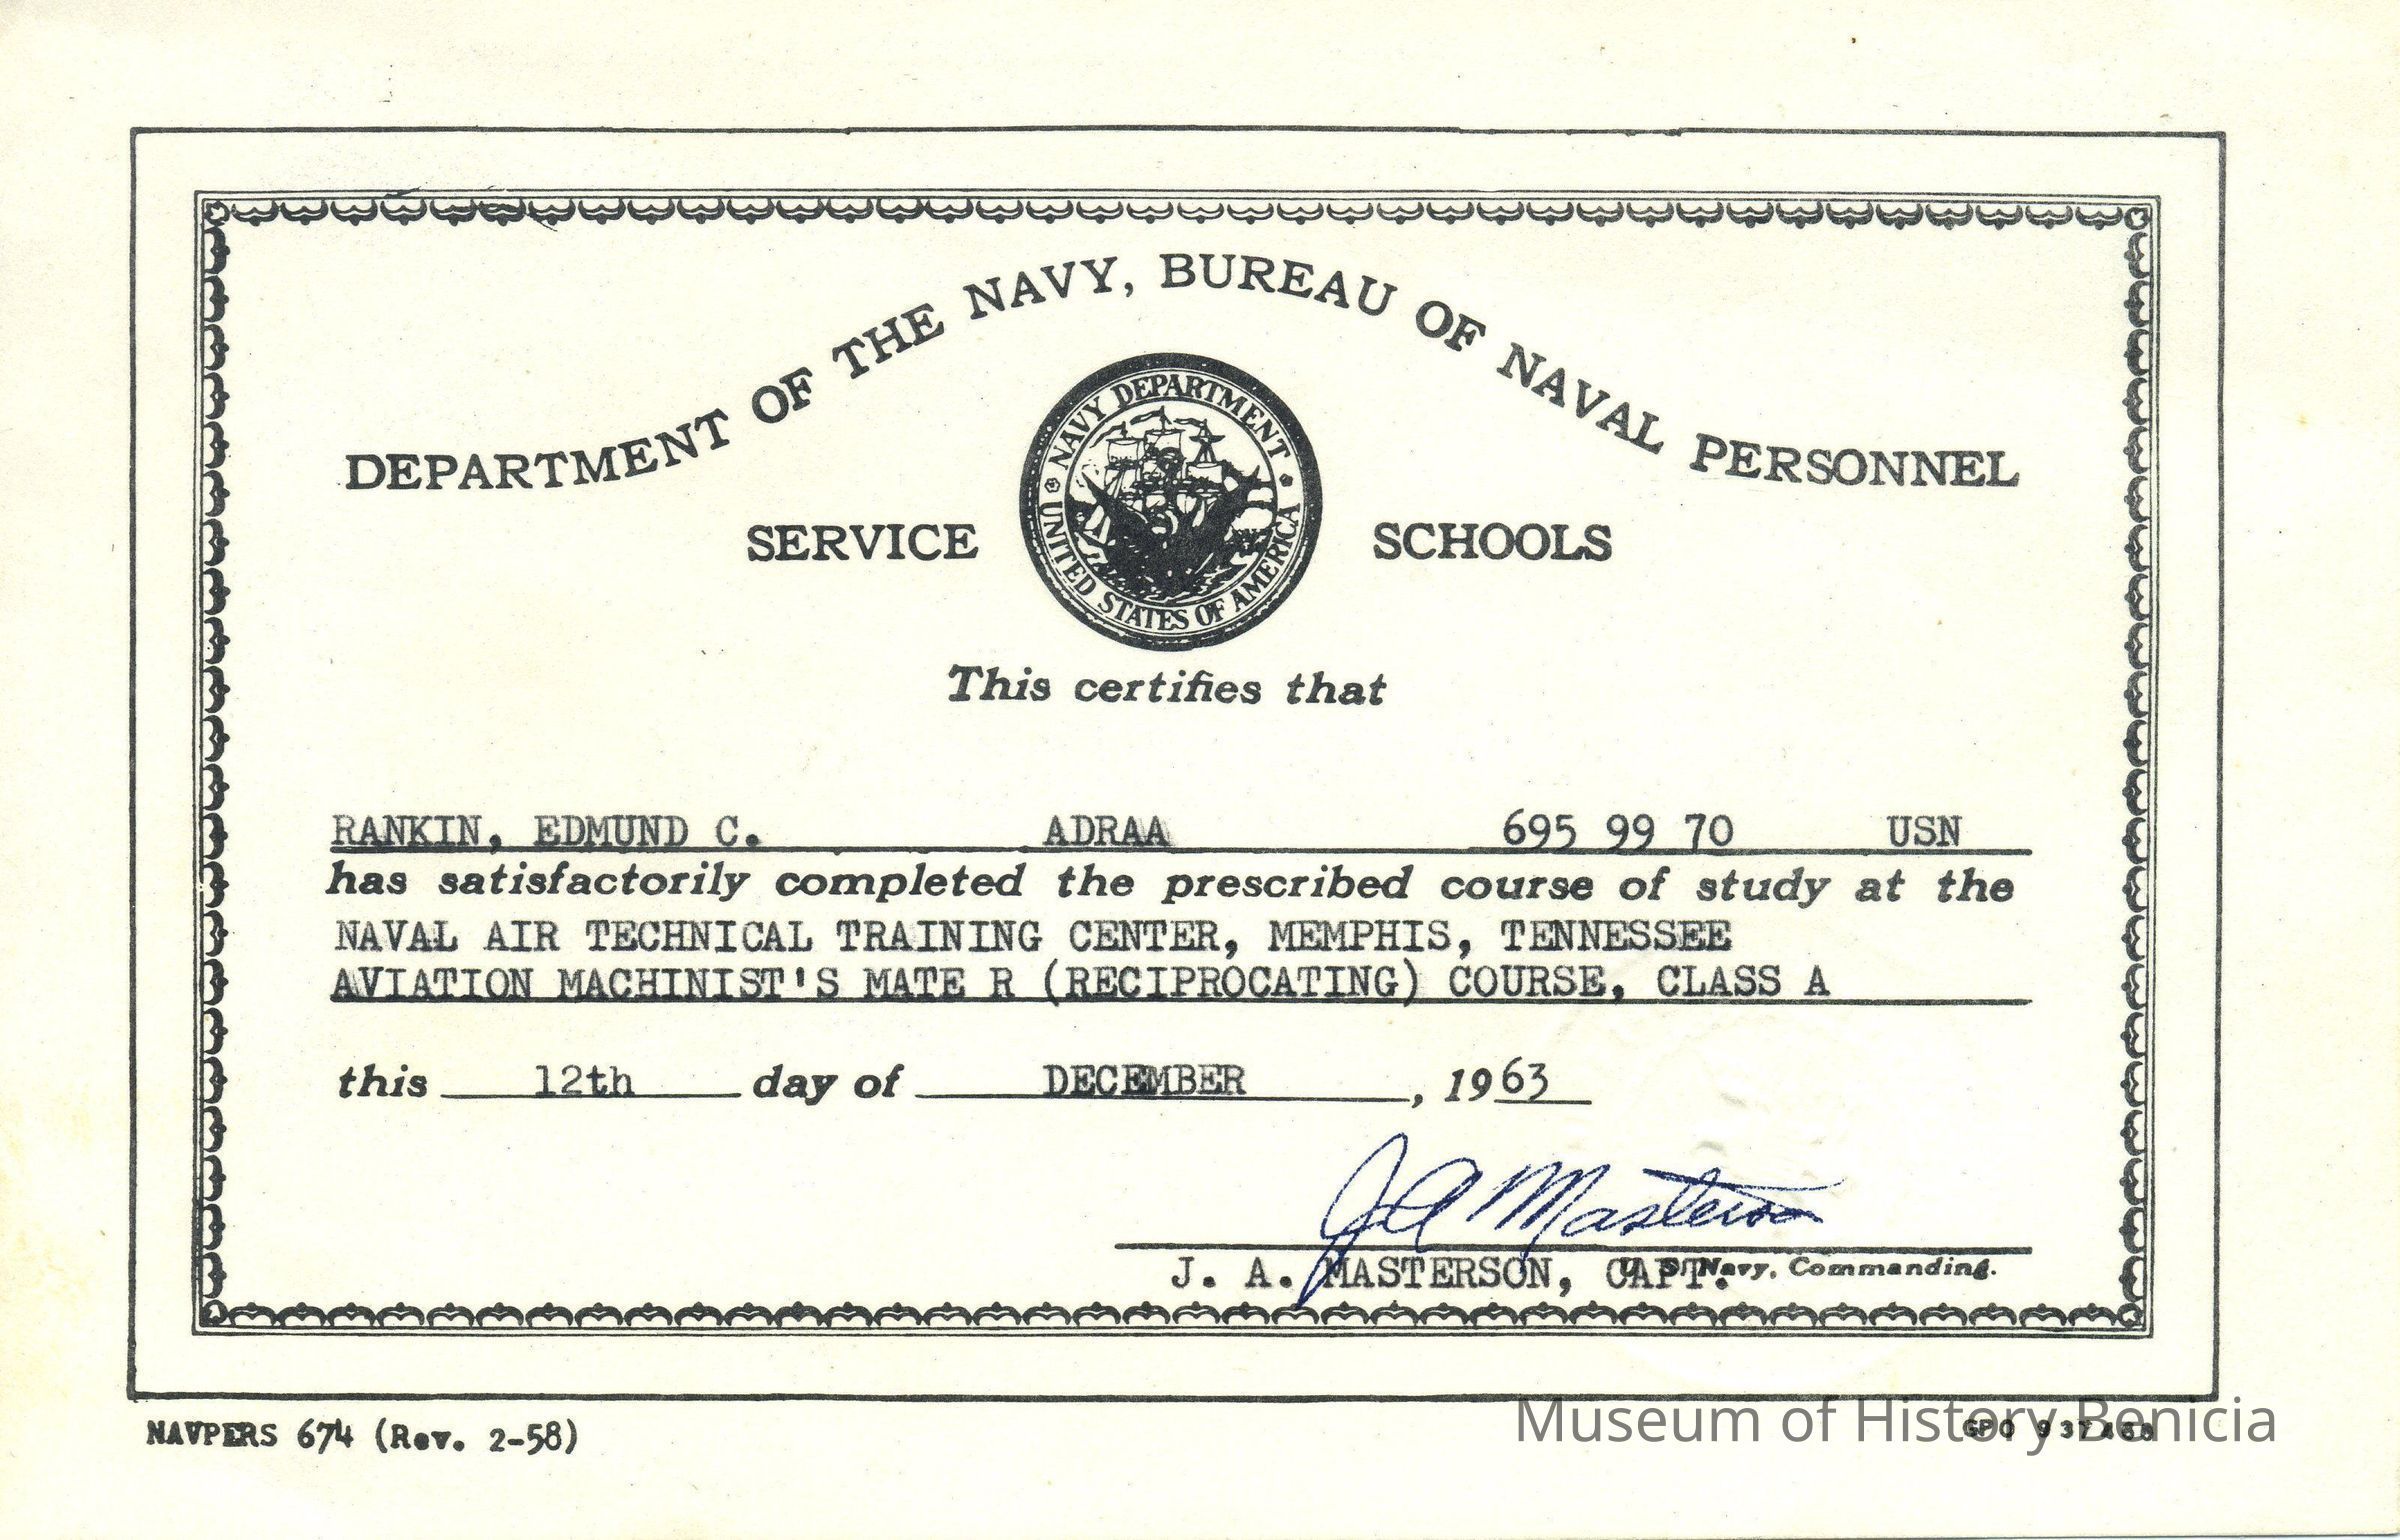 DEPARTMENT OF THE NAVY, BUREAU OF NAVAL PERSONNEL
SERVICE SCHOOLS
NAVY DEPARTMENT
UNITED STATES OF AMERICA
This certifies that
RANKIN, EDMUND C. ADRAA 695 99 70 USN
has satisfactorily completed the prescribed course of study at the
NAVAL AIR TECHNICAL TRAINING CENTER, MEMPHIS, TENNESSEE
AVIATION MACHINIST'S MATE R (RECIPROCATING) COURSE, CLASS A
this 12th day of DECEMBER, 1963
J A Masterson
J. A. MASTERSON, CAPT. U. S. Navy, Commanding.
NAVPERS 674 (Rev. 2-58)
GPO
Museum of History Benicia